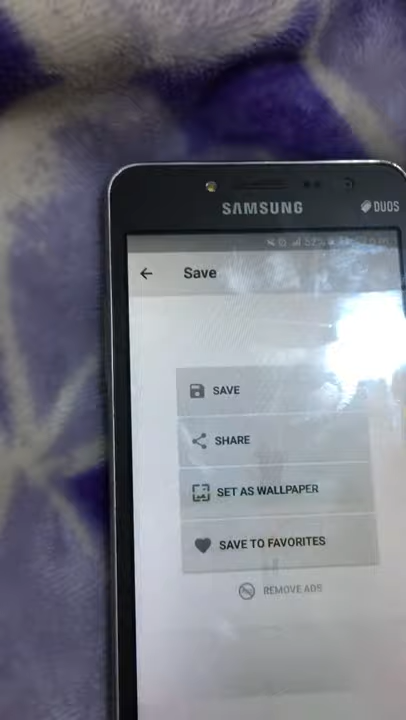 SAMSUNG
DUOS
Save
SAVE
SHARE
SET AS WALLPAPER
SAVE TO FAVORITES
REMOVE ADS